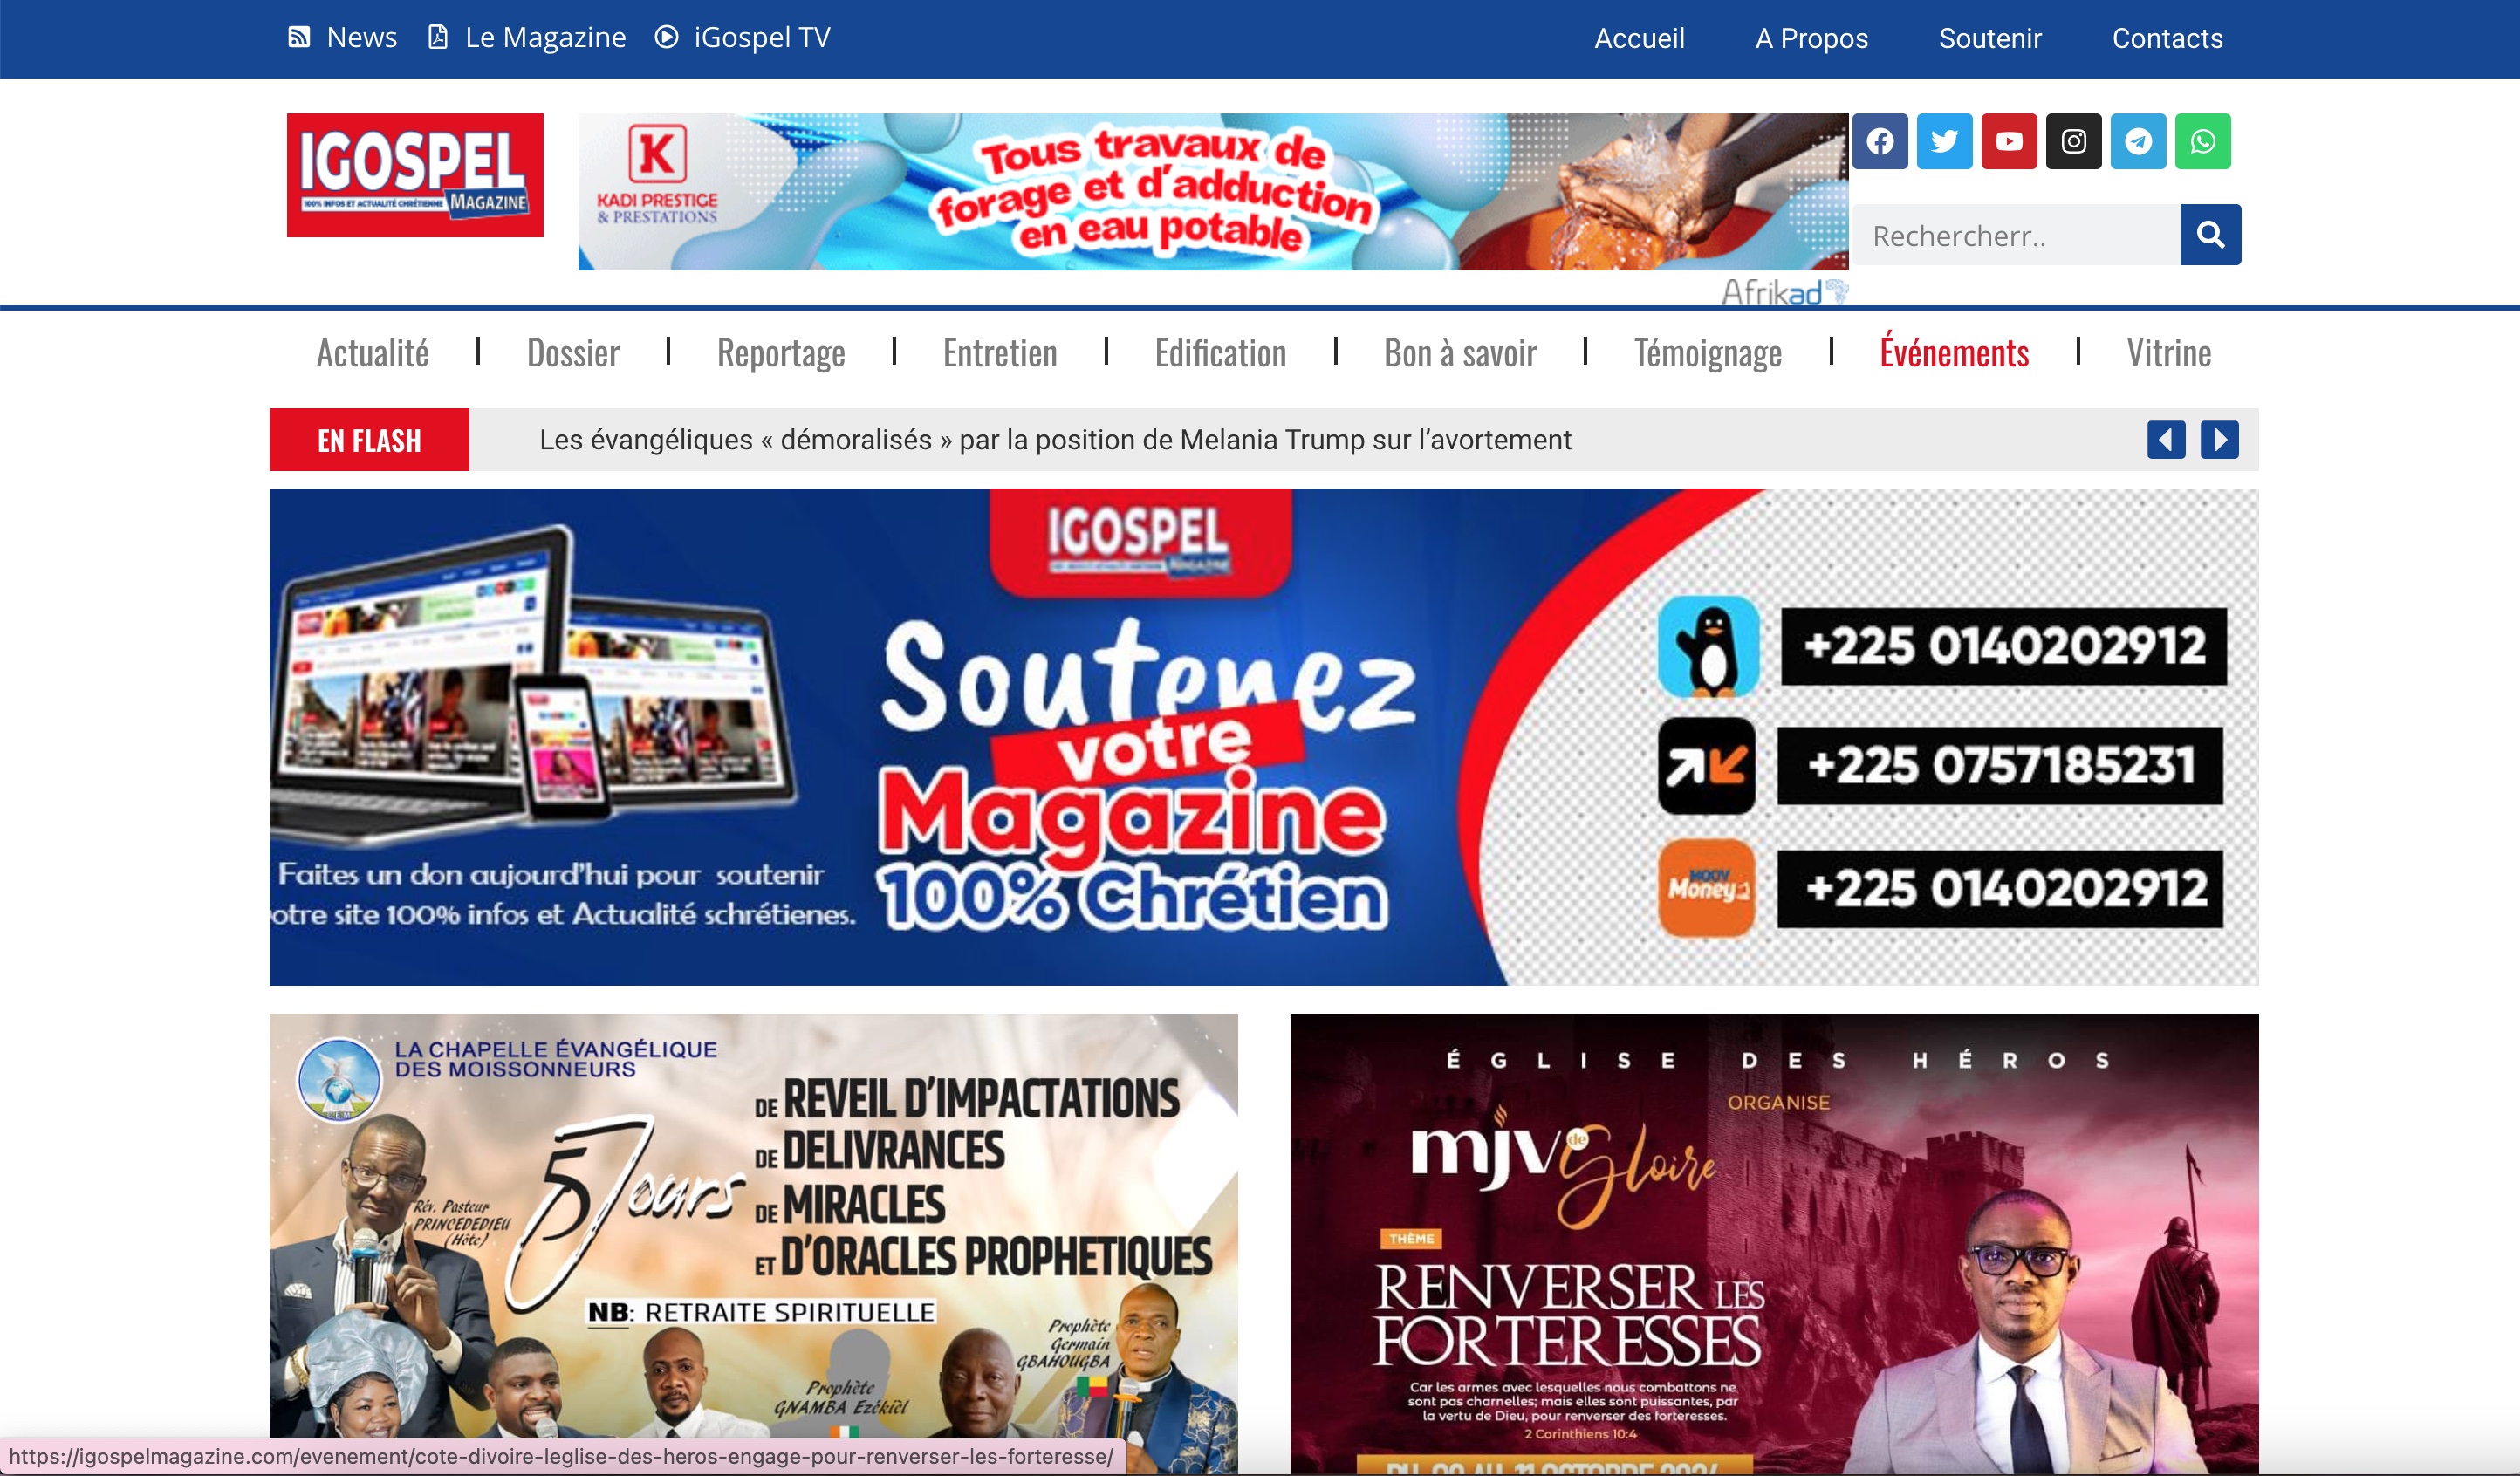 News Le Magazine iGospel TV Accueil A Propos Soutenir Contacts
IGOSPEL
100% INFOS ET ACTUALITÉ CHRÉTIENNE MAGAZINE
K
KADI PRESTIGE
& PRESTATIONS
Tous travaux de
forage et d'adduction
en eau potable
Rechercherr..
Afrikad
Actualité | Dossier | Reportage | Entretien | Edification | Bon à savoir | Témoignage | Événements | Vitrine
EN FLASH Les évangéliques « démoralisés » par la position de Melania Trump sur l'avortement
IGOSPEL
MAGAZINE
Soutenez
votre
Magazine
100% Chrétien
Faites un don aujourd'hui pour soutenir
otre site 100% infos et Actualité schrétienes.
+225 0140202912
+225 0757185231
MOOV
Money
+225 0140202912
LA CHAPELLE ÉVANGÉLIQUE
DES MOISSONNEURS
5 Jours
DE REVEIL D'IMPACTATIONS
DE DELIVRANCES
DE MIRACLES
ET D'ORACLES PROPHETIQUES
Rév. Pasteur
PRINCEDEDIEU
(Hôte)
NB: RETRAITE SPIRITUELLE
Prophète
Germain
GBAHOUGBA
Prophète
GNAMBA Ezékiel
ÉGLISE DES HÉROS
ORGANISE
mjv de Gloire
THÈME
RENVERSER LES
FORTERESSES
Car les armes avec lesquelles nous combattons ne
sont pas charnelles; mais elles sont puissantes, par
la vertu de Dieu, pour renverser des forteresses.
2 Corinthiens 10:4
DU 09 AU 11 OCTOBRE 2024
https://igospelmagazine.com/evenement/cote-divoire-leglise-des-heros-engage-pour-renverser-les-forteresse/